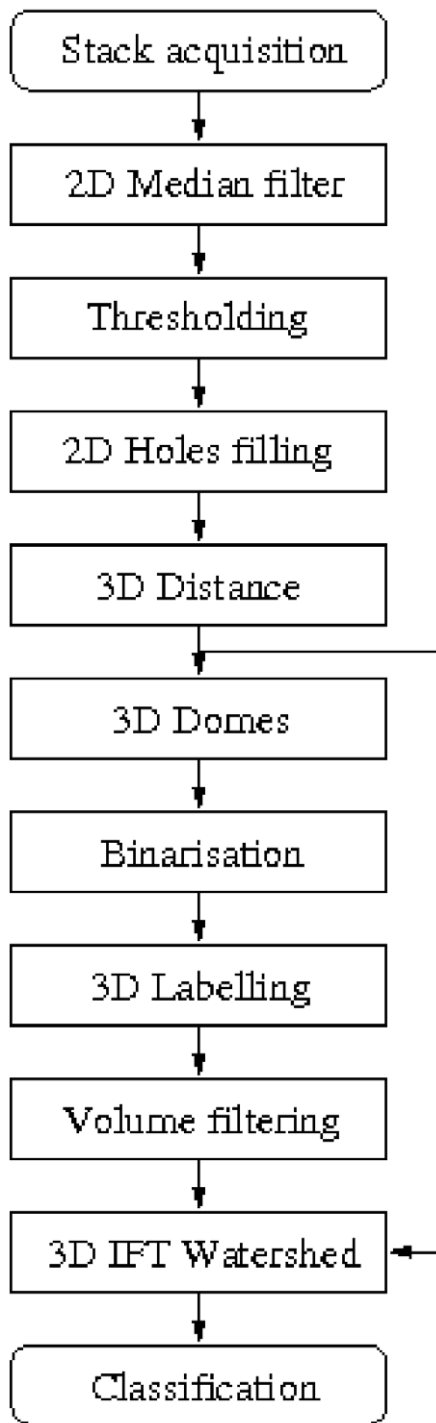 Stack acquisition
2D Median filter
Thresholding
2D Holes filling
3D Distance
3D Domes
Binarisation
3D Labelling
Volume filtering
3D IFT Watershed
Classification